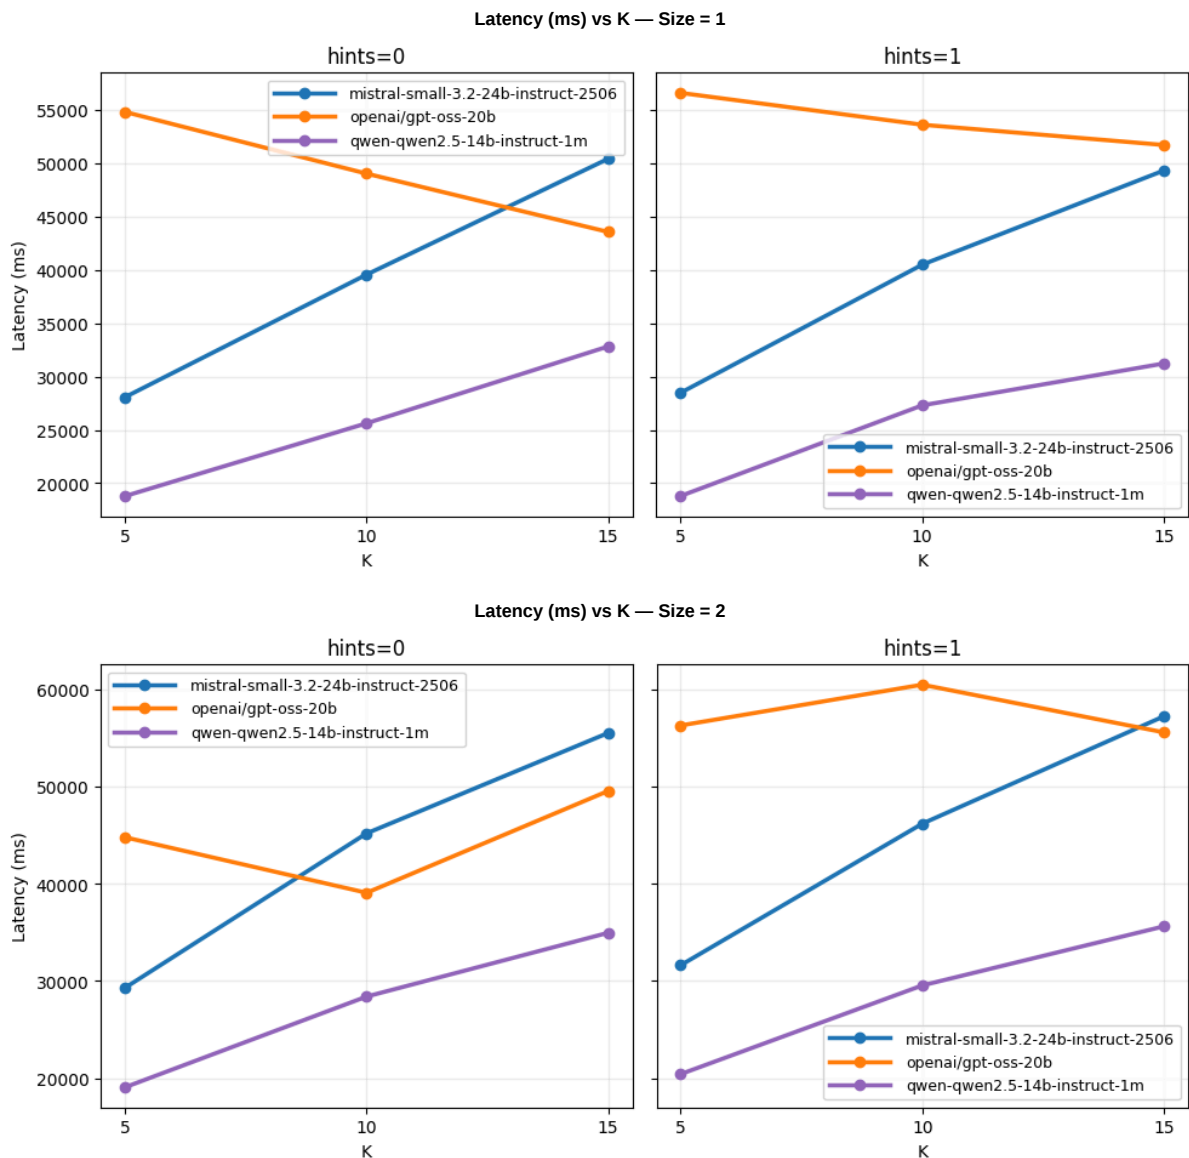 Latency (ms) vs K — Size = 1
hints=0
hints=1
mistral-small-3.2-24b-instruct-2506
openai/gpt-oss-20b
qwen-qwen2.5-14b-instruct-1m
55000
50000
45000
40000
35000
30000
25000
20000
Latency (ms)
5
10
15
K
mistral-small-3.2-24b-instruct-2506
openai/gpt-oss-20b
qwen-qwen2.5-14b-instruct-1m
5
10
15
K
Latency (ms) vs K — Size = 2
hints=0
hints=1
mistral-small-3.2-24b-instruct-2506
openai/gpt-oss-20b
qwen-qwen2.5-14b-instruct-1m
60000
50000
40000
30000
20000
Latency (ms)
5
10
15
K
mistral-small-3.2-24b-instruct-2506
openai/gpt-oss-20b
qwen-qwen2.5-14b-instruct-1m
5
10
15
K